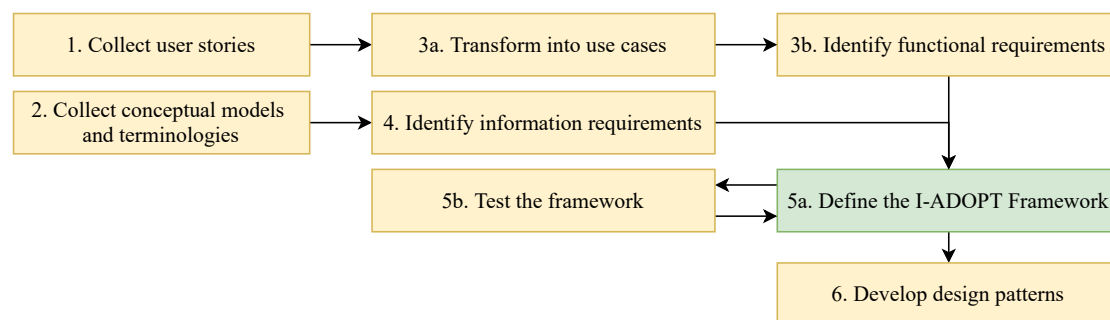 1. Collect user stories
3a. Transform into use cases
3b. Identify functional requirements
2. Collect conceptual models
and terminologies
4. Identify information requirements
5b. Test the framework
5a. Define the I-ADOPT Framework
6. Develop design patterns